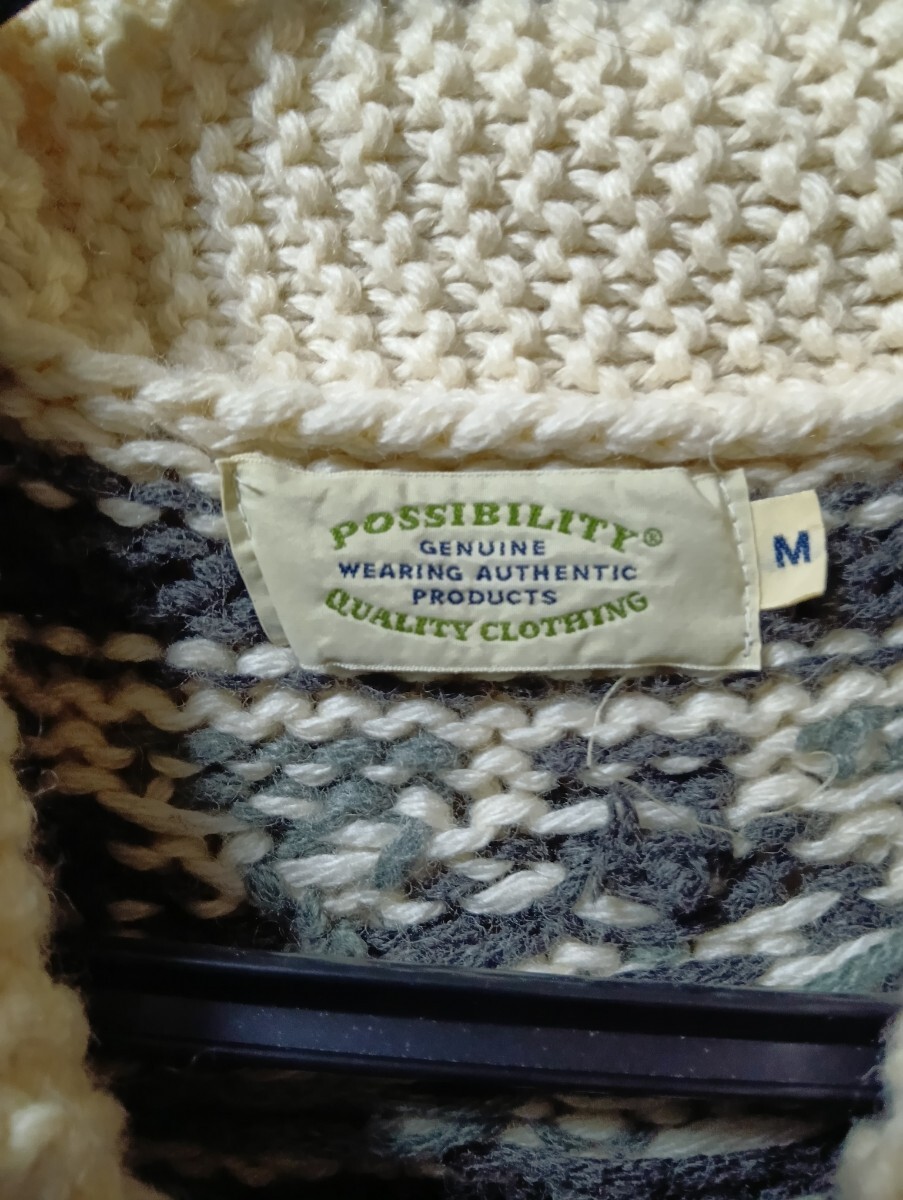 POSSIBILITY®
GENUINE
WEARING AUTHENTIC
PRODUCTS
QUALITY CLOTHING
M